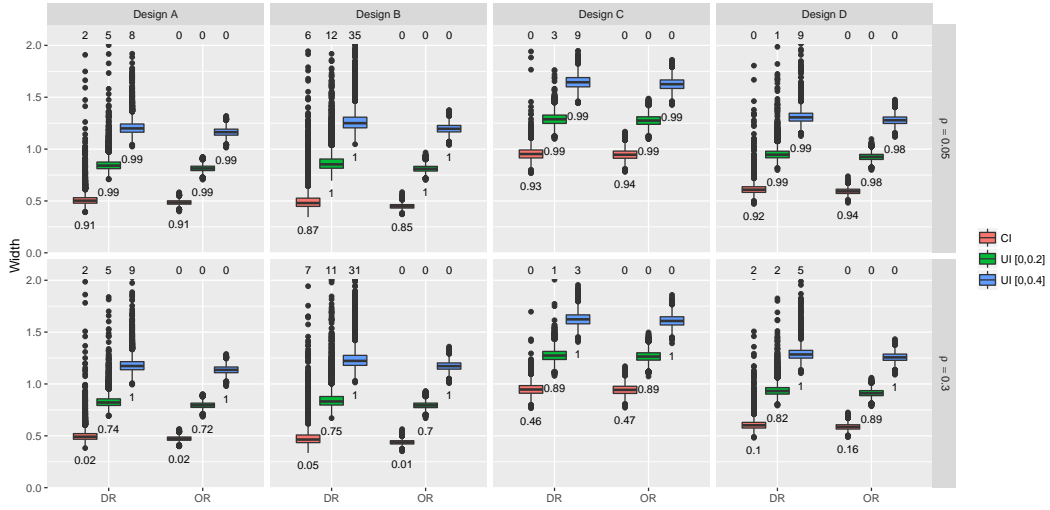 Design A Design B Design C Design D
2 5 8 0 0 0 6 12 35 0 0 0 0 3 9 0 0 0 0 1 9 0 0 0
2.0
1.5
1.0
0.5
0.0
0.99 0.99 1 1 0.99 0.99 0.99 0.98
0.99 0.99 1 1 0.99 0.99 0.99 0.98
0.91 0.91 0.87 0.85 0.93 0.94 0.92 0.94
ρ = 0.05
Width
CI
UI [0,0.2]
UI [0,0.4]
2 5 9 0 0 0 7 11 31 0 0 0 0 1 3 0 0 0 2 2 5 0 0 0
2.0
1.5
1.0
0.5
0.0
1 1 1 1 1 1 1 1
0.74 0.72 0.75 0.7 0.89 0.89 0.82 0.89
0.02 0.02 0.05 0.01 0.46 0.47 0.1 0.16
ρ = 0.3
DR OR DR OR DR OR DR OR